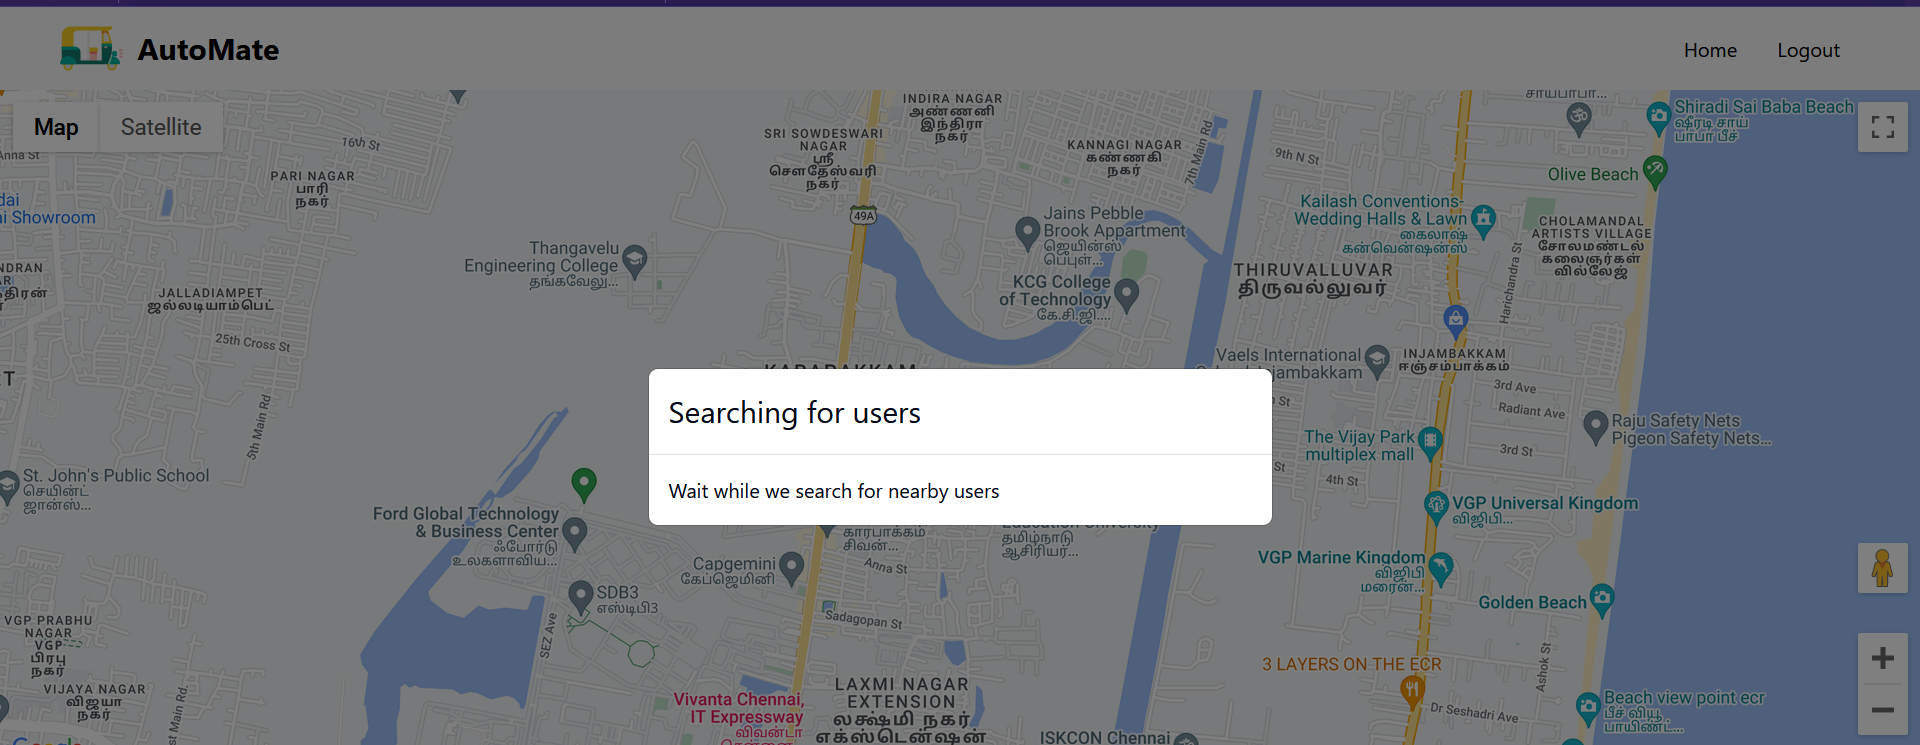 AutoMate
Home
Logout
Map
Satellite
Anna St
16th St
PARI NAGAR
பாரி
நகர்
ai Showroom
SRI SOWDESWARI
NAGAR
ஸ்ரீ
சௌதேஸ்வரி
நகர்
INDIRA NAGAR
அண்ணனி
இந்திரா
நகர்
KANNAGI NAGAR
கண்ணகி
நகர்
7th Main Rd
9th N St
Shiradi Sai Baba Beach
ஷீரடி சாய்
பாபா பீச்
Olive Beach
Kailash Conventions-
Wedding Halls & Lawn
கைலாஷ்
கன்வென்ஷன்ஸ்
CHOLAMANDAL
ARTISTS VILLAGE
சோலமண்டல்
கலைஞர்கள்
வில்லேஜ்
49A
Jains Pebble
Brook Appartment
ஜெயின்ஸ்
பெபுள்...
Thangavelu
Engineering College
தங்கவேலு...
KCG College
of Technology
கே.சி.ஜி....
THIRUVALLUVAR
திருவல்லுவர்
Harichandra St
JALLADIAMPET
ஜல்லடியாம்பெட்
25th Cross St
5th Main Rd
Vaels International
INJAMBAKKAM
ஈஞ்சம்பாக்கம்
3rd Ave
Radiant Ave
3rd St
4th St
Raju Safety Nets
Pigeon Safety Nets...
The Vijay Park
multiplex mall
Searching for users
Wait while we search for nearby users
St. John's Public School
செயின்ட்
ஜான்ஸ்...
Ford Global Technology
& Business Center
ஃபோர்டு
உலகளாவிய...
காரபாக்கம்
சிவன்...
தமிழ்நாடு
ஆசிரியர்...
VGP Universal Kingdom
விஜிபி...
Capgemini
கேப்ஜெமினி
Anna St
VGP Marine Kingdom
விஜிபி
மரைன்...
SDB3
எஸ்டிபி3
Golden Beach
Sadagopan St
SEZ Ave
VGP PRABHU
NAGAR
VGP
பிரபு
நகர்
VIJAYA NAGAR
விஜயா
நகர்
3 LAYERS ON THE ECR
Ashok St
Dr Seshadri Ave
Beach view point ecr
பீச் வியூ
பாயிண்ட்...
Vivanta Chennai,
IT Expressway
விவன்டா
LAXMI NAGAR
EXTENSION
லக்ஷ்மி நகர்
எக்ஸ்டென்ஷன்
ISKCON Chennai